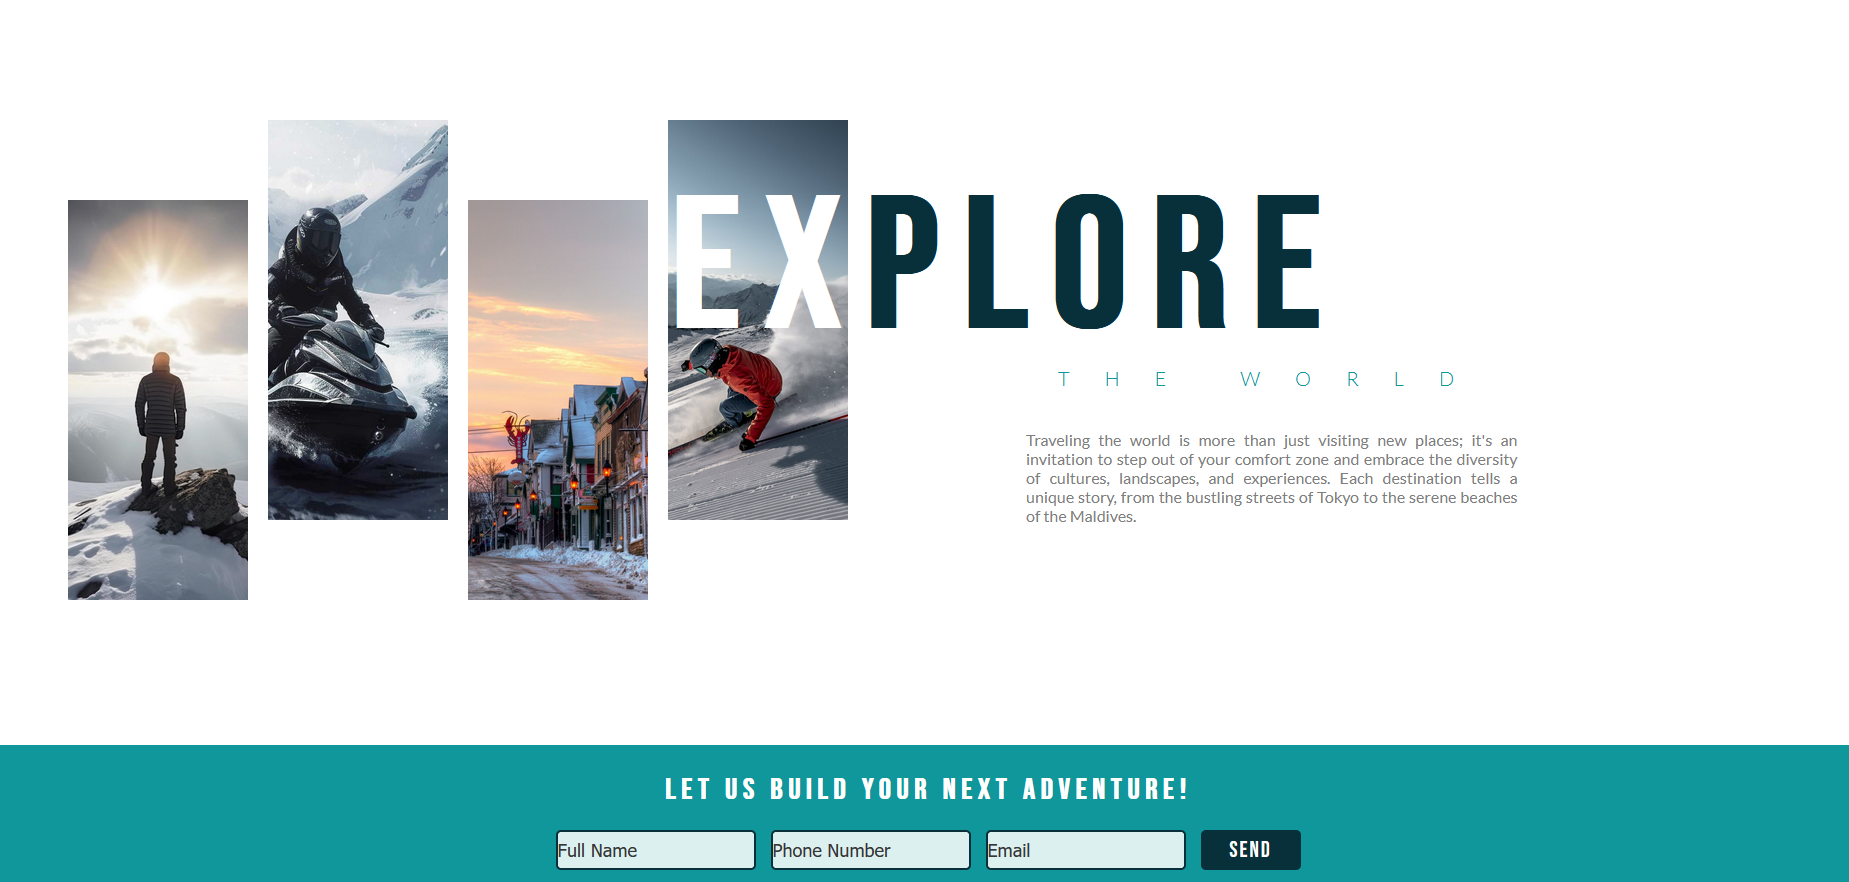 EXPLORE
THE WORLD
Traveling the world is more than just visiting new places; it's an
invitation to step out of your comfort zone and embrace the diversity
of cultures, landscapes, and experiences. Each destination tells a
unique story, from the bustling streets of Tokyo to the serene beaches
of the Maldives.
LET US BUILD YOUR NEXT ADVENTURE!
Full Name
Phone Number
Email
SEND